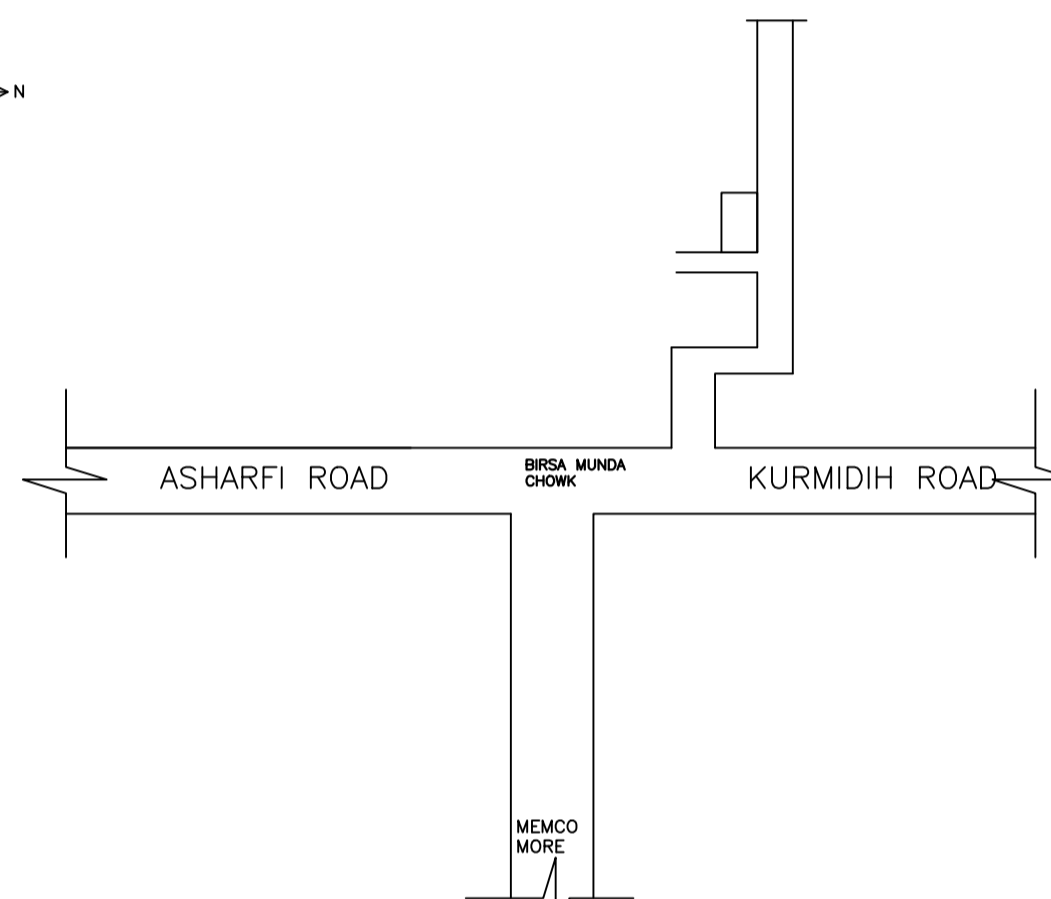 N
ASHARFI ROAD
BIRSA MUNDA
CHOWK
KURMIDIH ROAD
MEMCO
MORE